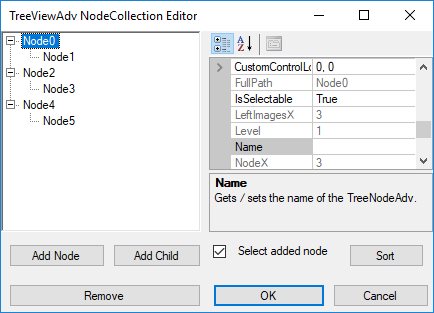 TreeViewAdv NodeCollection Editor
Node0
Node1
Node2
Node3
Node4
Node5
CustomControlLo 0, 0
FullPath Node0
IsSelectable True
LeftImagesX 3
Level 1
Name
NodeX 3
Name
Gets / sets the name of the TreeNodeAdv.
Add Node Add Child Select added node Sort
Remove OK Cancel